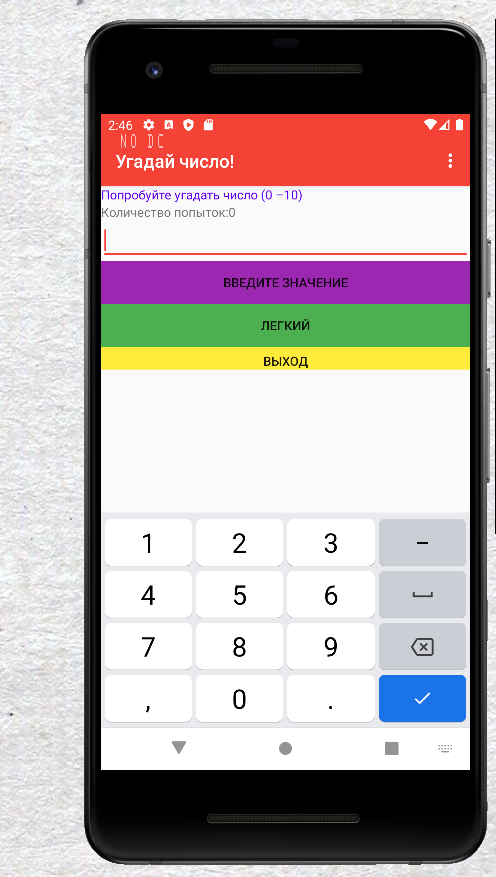 2:46
NO DC
Угадай число!
Попробуйте угадать число (0 –10)
Количество попыток:0
ВВЕДИТЕ ЗНАЧЕНИЕ
ЛЕГКИЙ
ВЫХОД
1 2 3 –
4 5 6
7 8 9
, 0 .